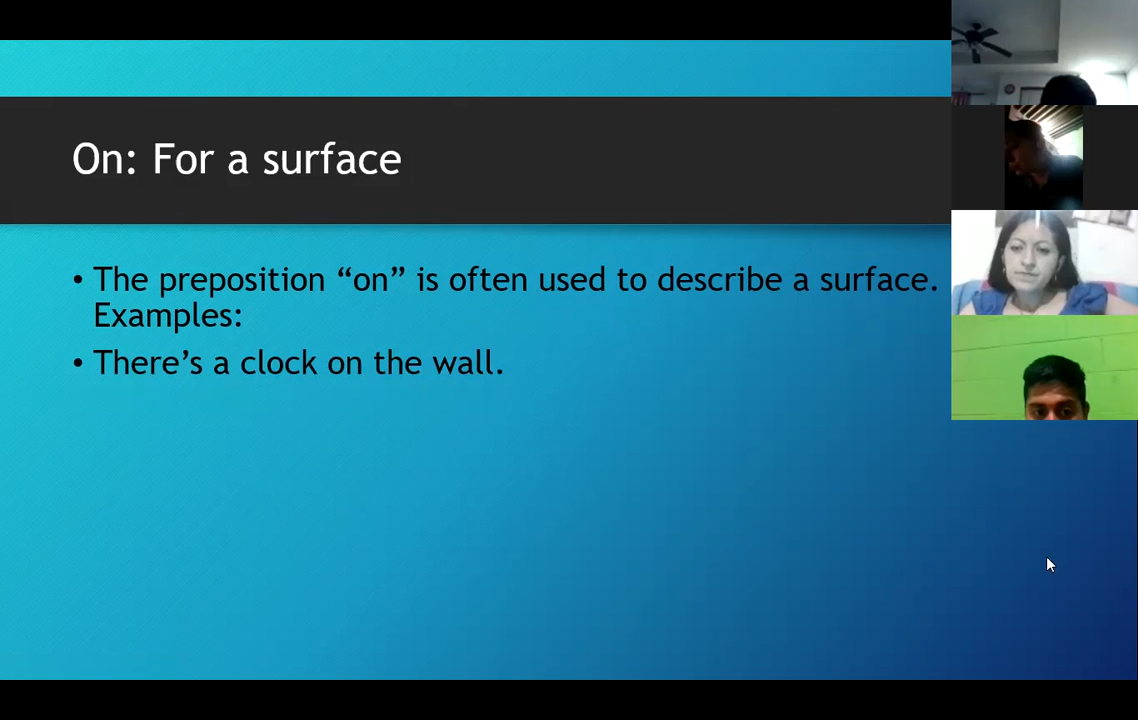 On: For a surface
• The preposition “on” is often used to describe a surface.
Examples:
• There’s a clock on the wall.